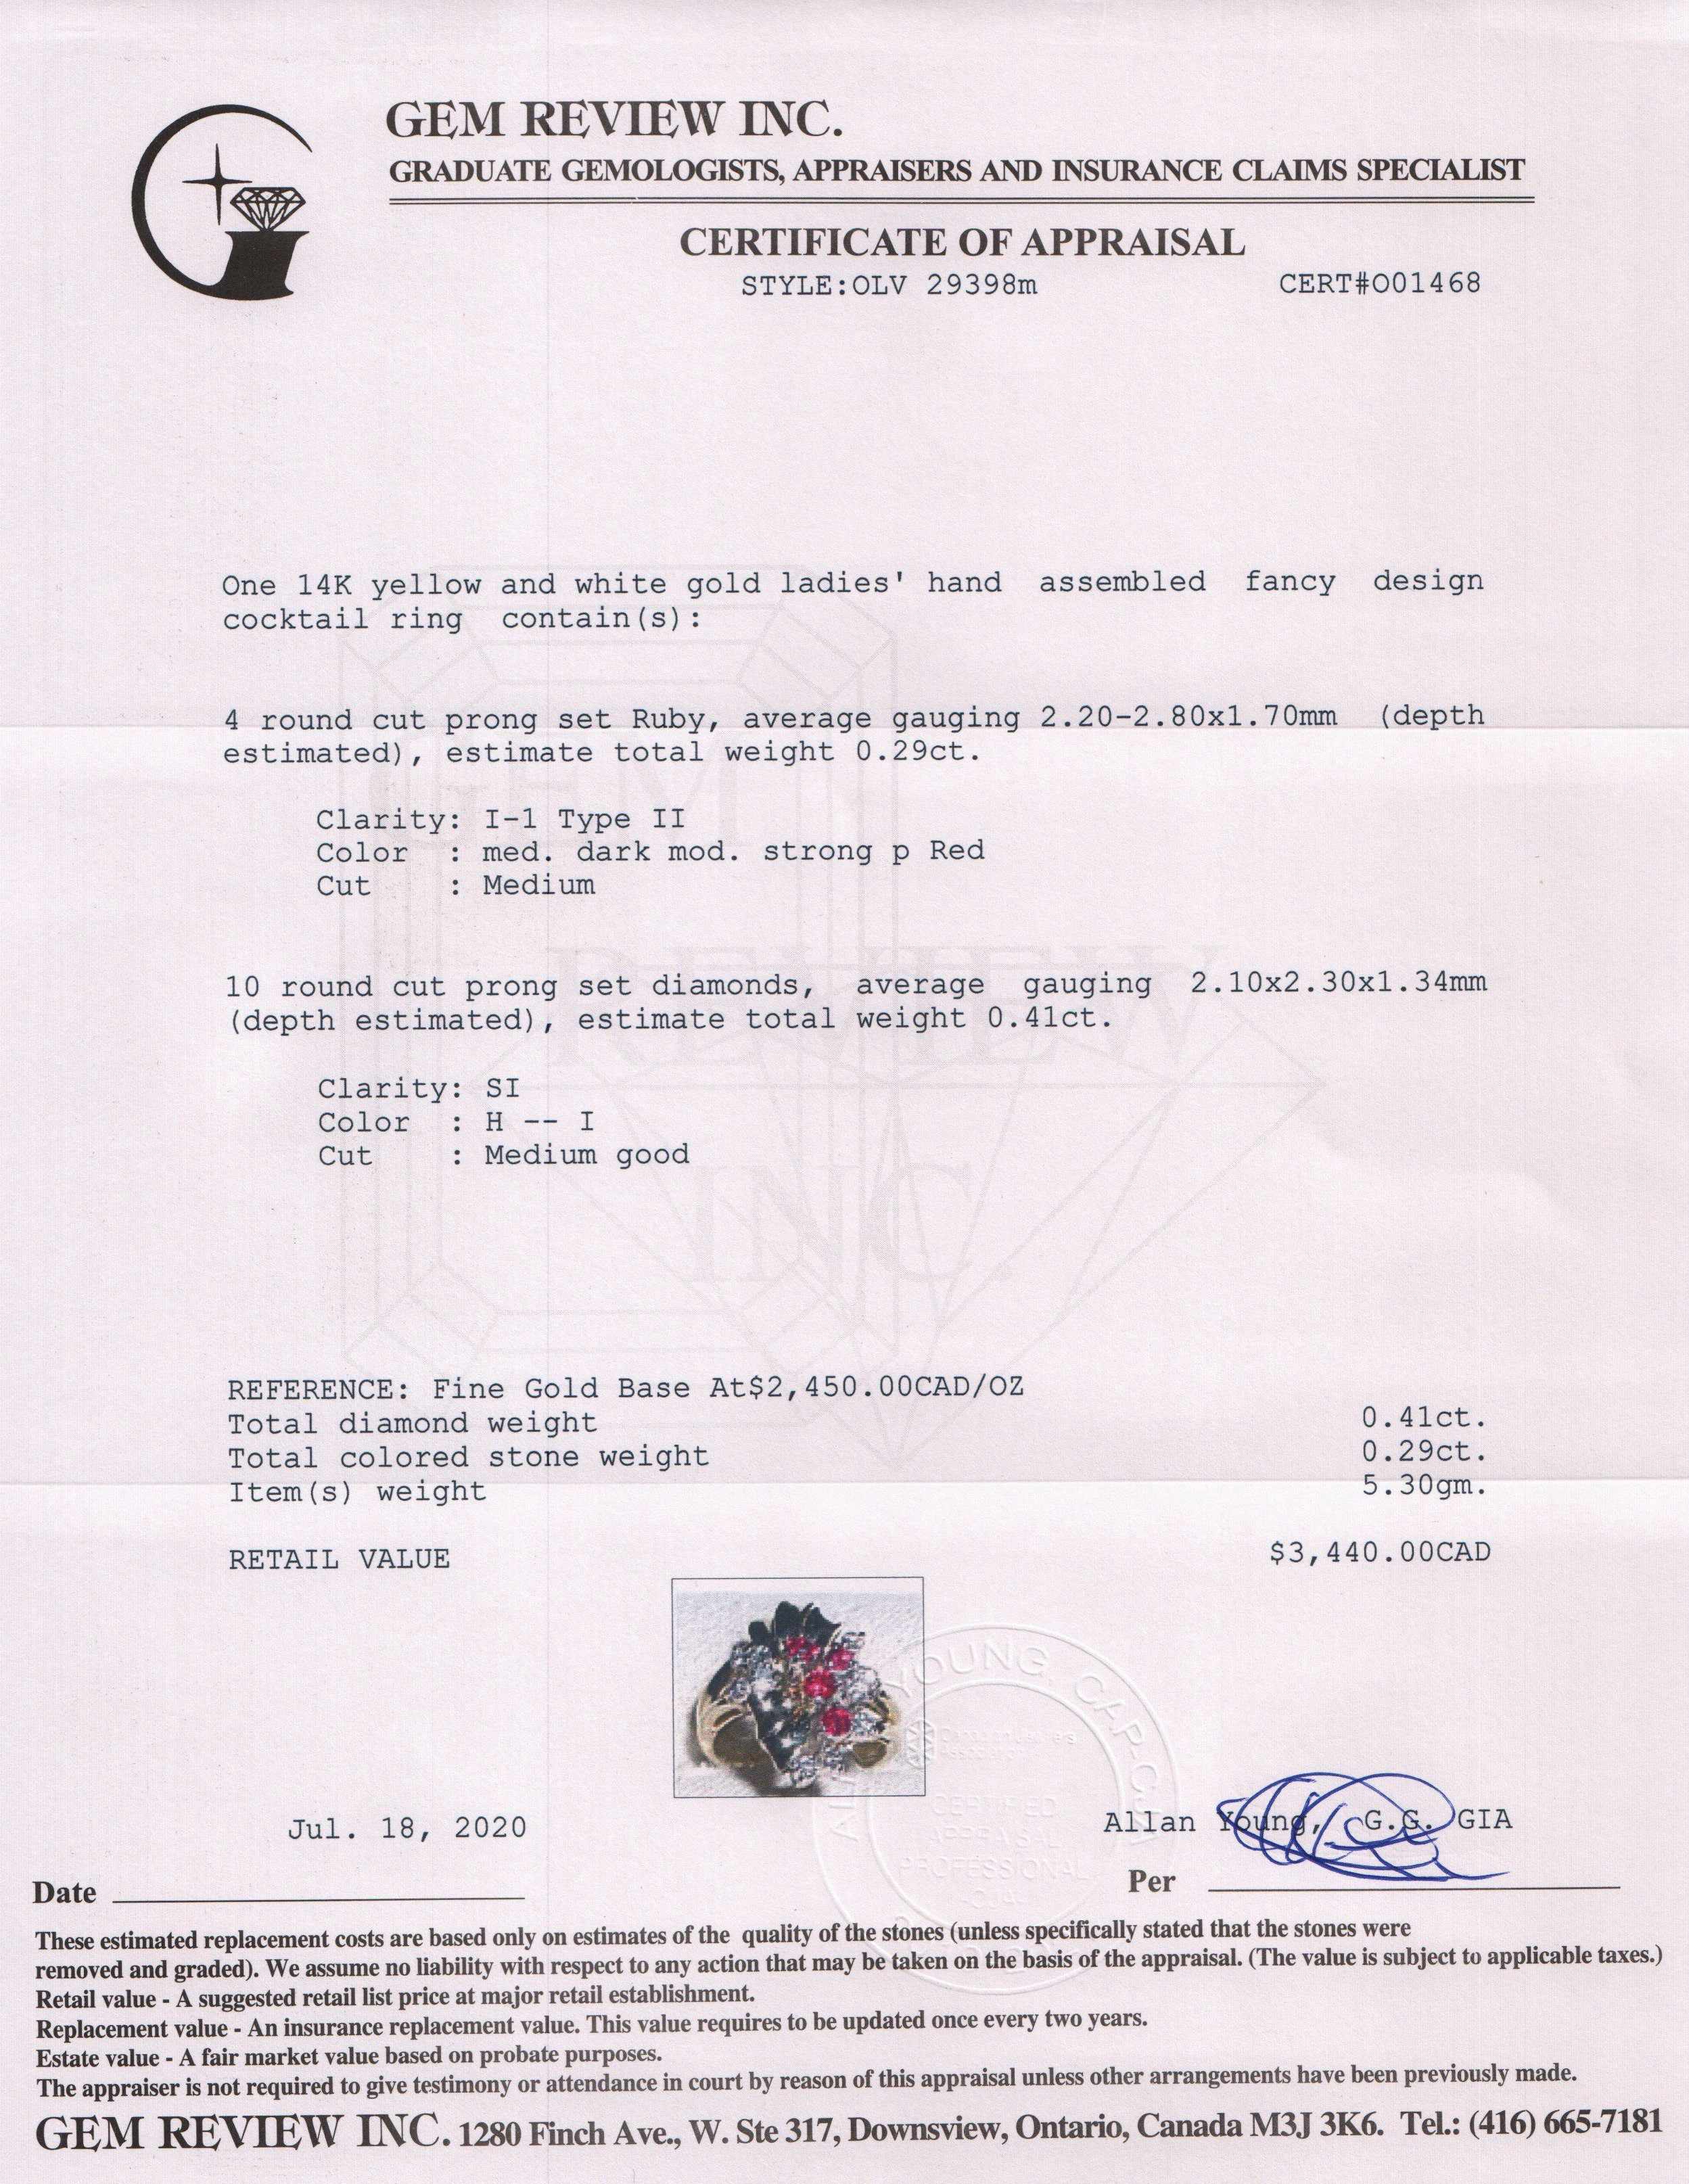 GEM REVIEW INC.
GRADUATE GEMOLOGISTS, APPRAISERS AND INSURANCE CLAIMS SPECIALIST
CERTIFICATE OF APPRAISAL
STYLE:OLV 29398m CERT#O01468
One 14K yellow and white gold ladies' hand assembled fancy design
cocktail ring contain(s):
4 round cut prong set Ruby, average gauging 2.20-2.80x1.70mm (depth
estimated), estimate total weight 0.29ct.
Clarity: I-1 Type II
Color : med. dark mod. strong p Red
Cut : Medium
10 round cut prong set diamonds, average gauging 2.10x2.30x1.34mm
(depth estimated), estimate total weight 0.41ct.
Clarity: SI
Color : H -- I
Cut : Medium good
GEM
REVIEW
INC.
REFERENCE: Fine Gold Base At$2,450.00CAD/OZ
Total diamond weight 0.41ct.
Total colored stone weight 0.29ct.
Item(s) weight 5.30gm.
RETAIL VALUE $3,440.00CAD
YOUNG, CAP-CJA
CERTIFIED
APPRAISAL
PROFESSIONAL
Jul. 18, 2020 Allan Young, G.G. GIA
Date Per
These estimated replacement costs are based only on estimates of the quality of the stones (unless specifically stated that the stones were
removed and graded). We assume no liability with respect to any action that may be taken on the basis of the appraisal. (The value is subject to applicable taxes.)
Retail value - A suggested retail list price at major retail establishment.
Replacement value - An insurance replacement value. This value requires to be updated once every two years.
Estate value - A fair market value based on probate purposes.
The appraiser is not required to give testimony or attendance in court by reason of this appraisal unless other arrangements have been previously made.
GEM REVIEW INC. 1280 Finch Ave., W. Ste 317, Downsview, Ontario, Canada M3J 3K6. Tel.: (416) 665-7181